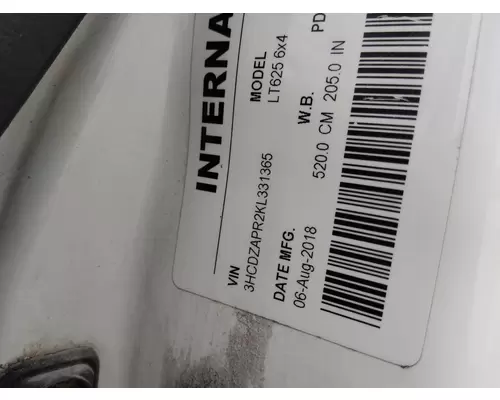 INTERNA
MODEL
LT625 6x4
VIN
3HCDZAPR2KL331365
W.B. PD
520.0 CM 205.0 IN
DATE MFG.
06-Aug-2018